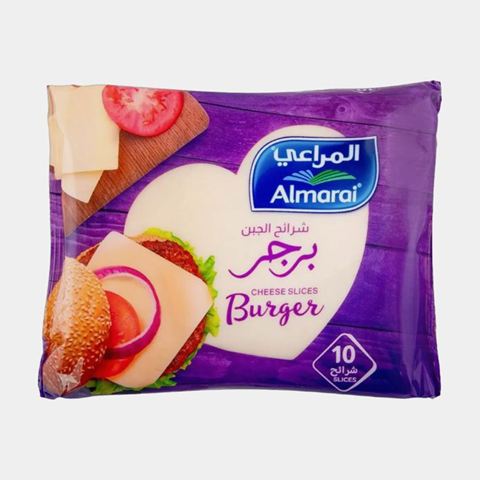 المراعي
Almarai
شرائح الجبن
برجر
CHEESE SLICES
Burger
10
شرائح
SLICES